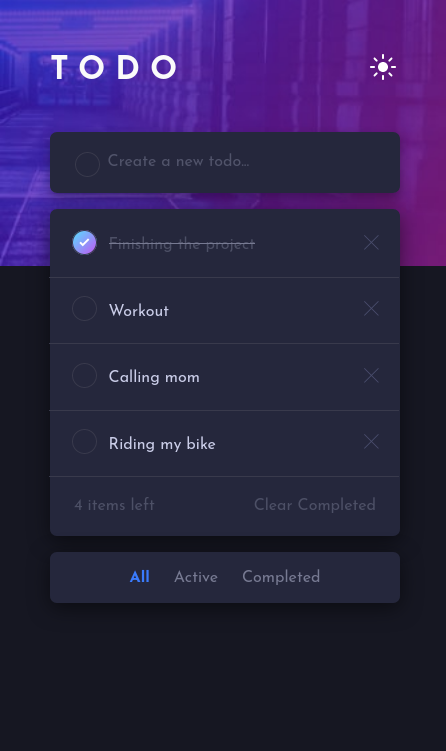 TODO
Create a new todo...
Finishing the project
Workout
Calling mom
Riding my bike
4 items left Clear Completed
All Active Completed